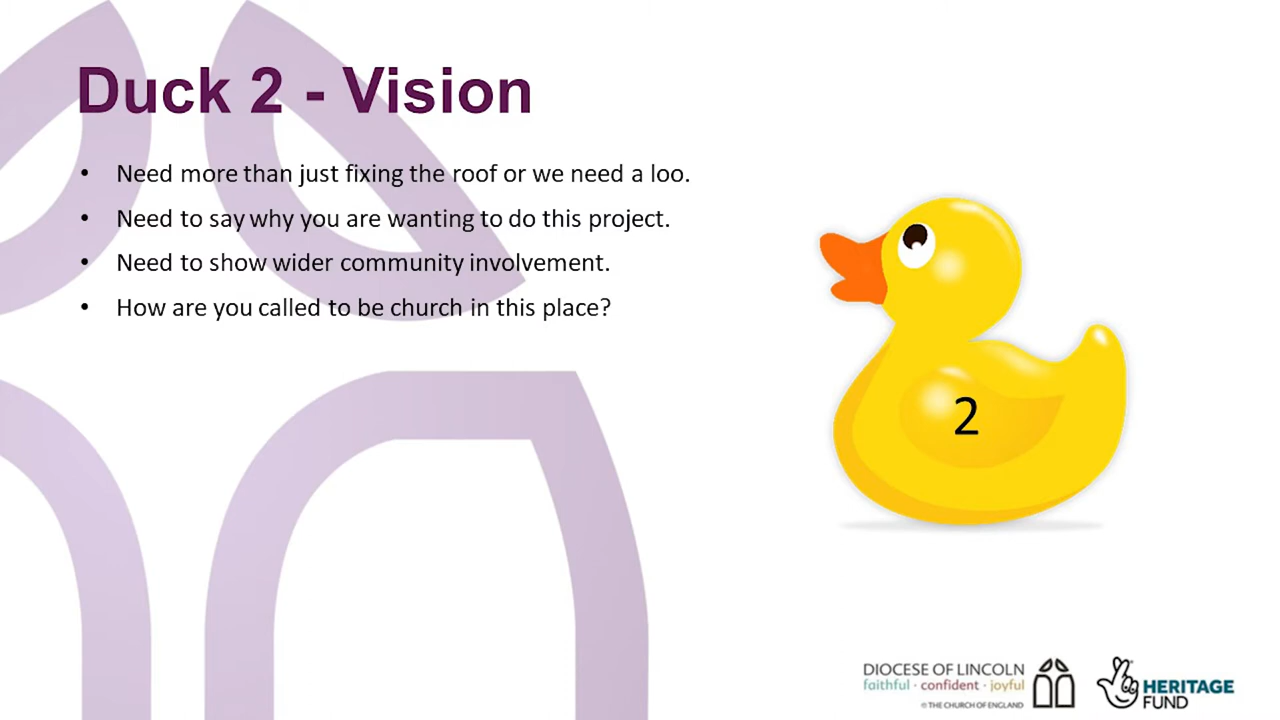 Duck 2 - Vision
• Need more than just fixing the roof or we need a loo.
• Need to say why you are wanting to do this project.
• Need to show wider community involvement.
• How are you called to be church in this place?
2
DIOCESE OF LINCOLN
faithful · confident · joyful
© THE CHURCH OF ENGLAND
HERITAGE
FUND